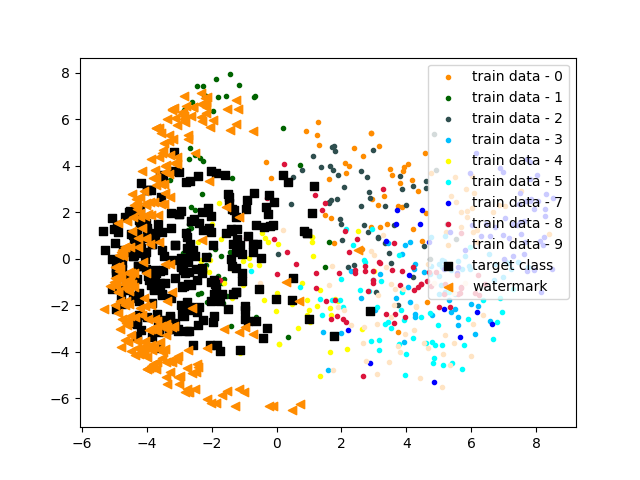 8
6
4
2
0
−2
−4
−6
−6
−4
−2
0
2
4
6
8
train data - 0
train data - 1
train data - 2
train data - 3
train data - 4
train data - 5
train data - 7
train data - 8
train data - 9
target class
watermark